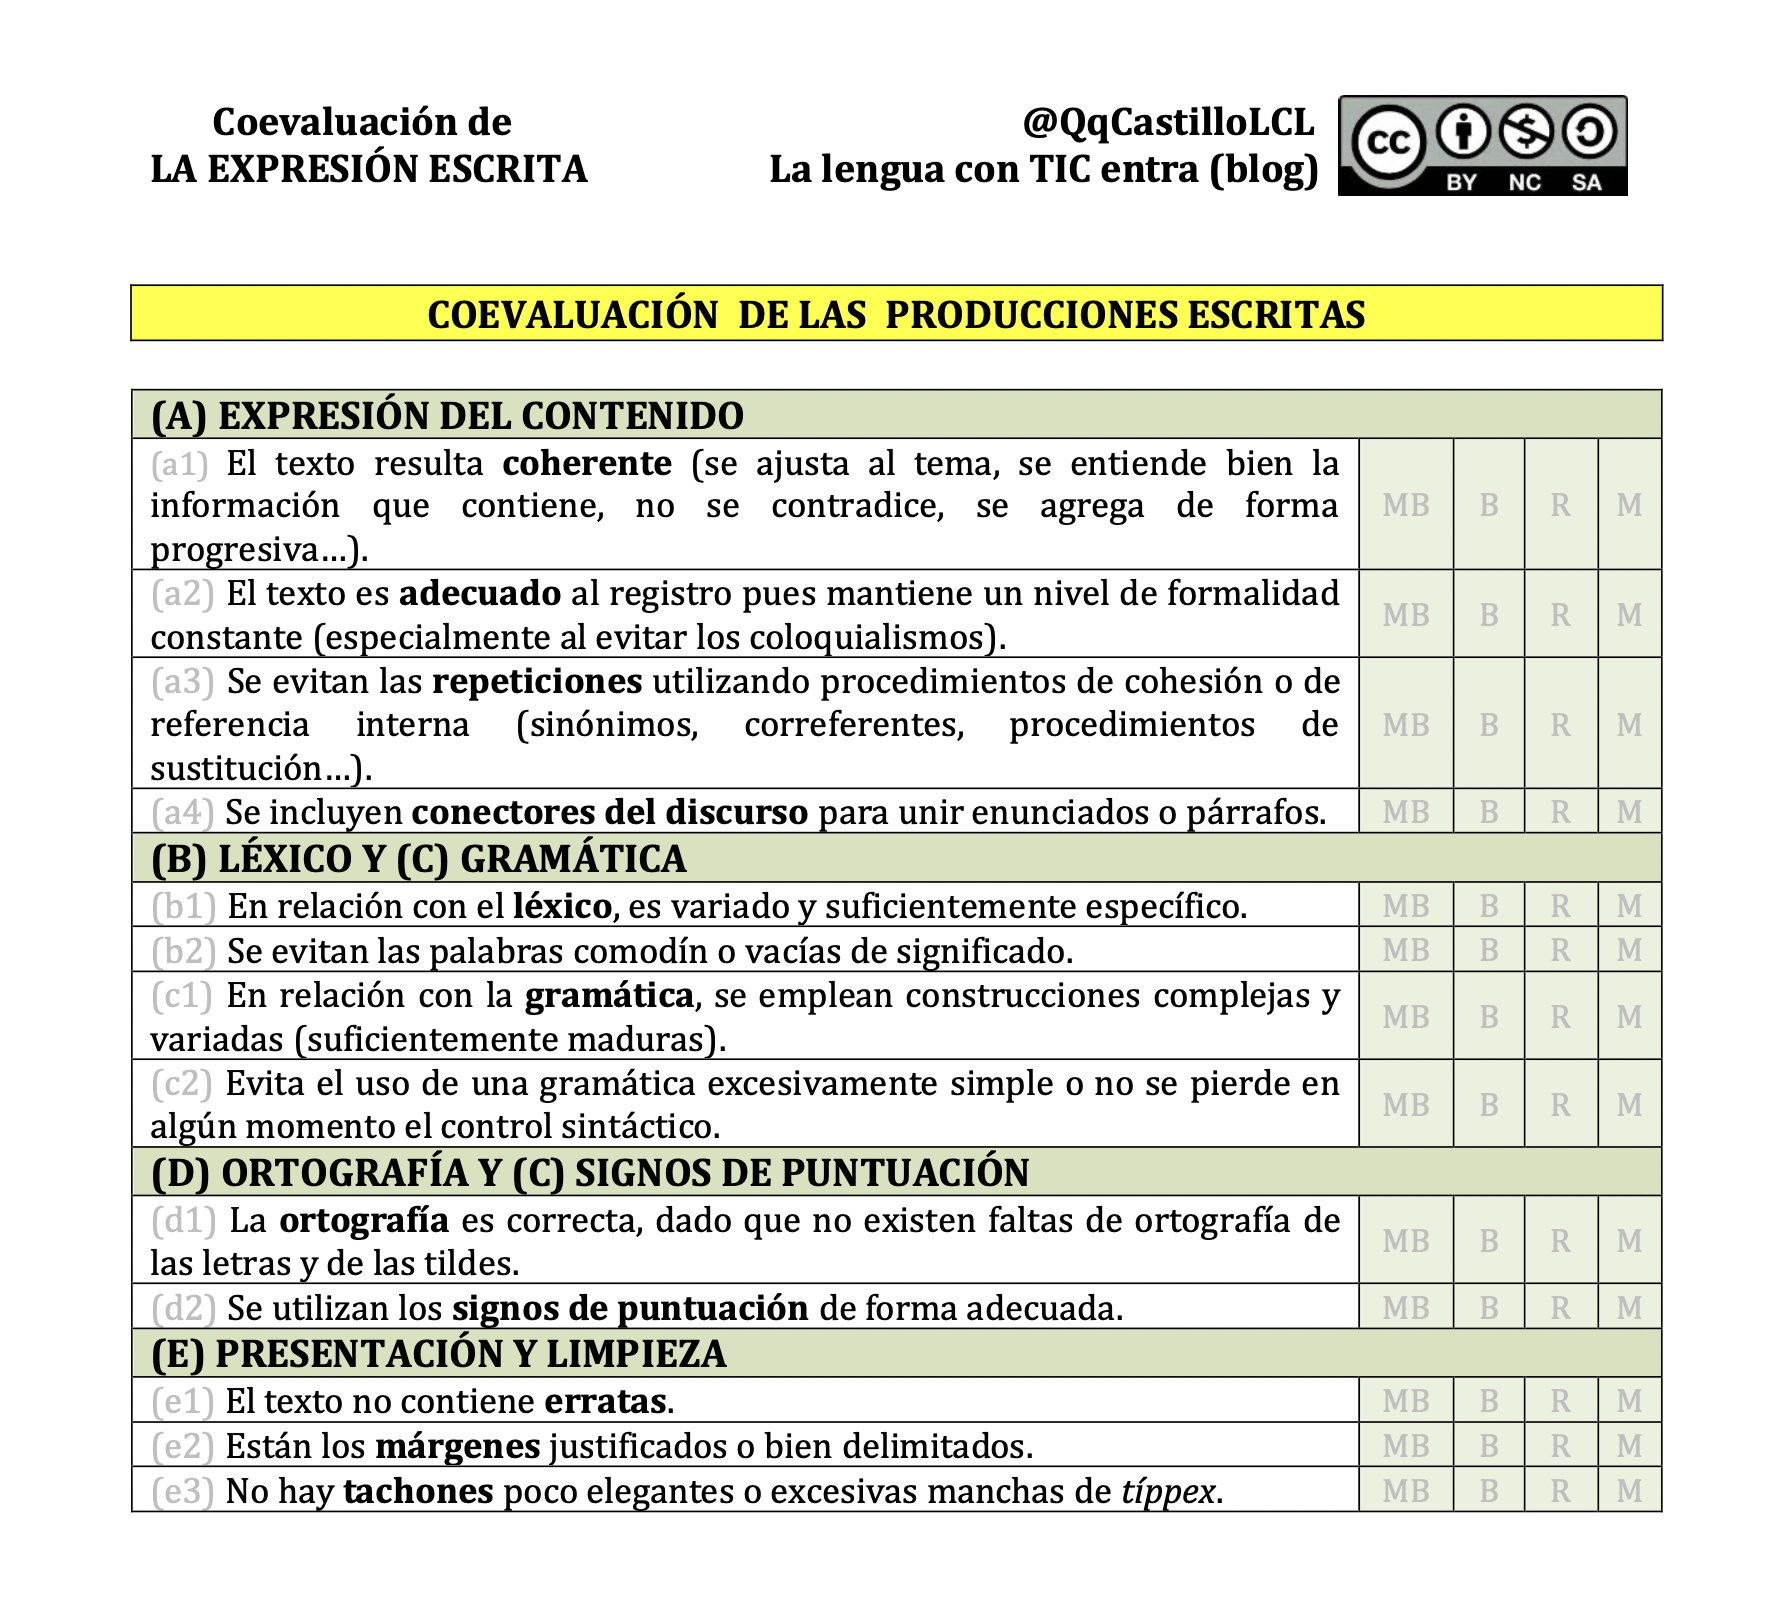 Coevaluación de
LA EXPRESIÓN ESCRITA
@QqCastilloLCL
La lengua con TIC entra (blog)
cc
BY NC SA
COEVALUACIÓN DE LAS PRODUCCIONES ESCRITAS
(A) EXPRESIÓN DEL CONTENIDO
(a1) El texto resulta coherente (se ajusta al tema, se entiende bien la
información que contiene, no se contradice, se agrega de forma
progresiva…).
MB B R M
(a2) El texto es adecuado al registro pues mantiene un nivel de formalidad
constante (especialmente al evitar los coloquialismos).
MB B R M
(a3) Se evitan las repeticiones utilizando procedimientos de cohesión o de
referencia interna (sinónimos, correferentes, procedimientos de
sustitución…).
MB B R M
(a4) Se incluyen conectores del discurso para unir enunciados o párrafos.
MB B R M
(B) LÉXICO Y (C) GRAMÁTICA
(b1) En relación con el léxico, es variado y suficientemente específico.
MB B R M
(b2) Se evitan las palabras comodín o vacías de significado.
MB B R M
(c1) En relación con la gramática, se emplean construcciones complejas y
variadas (suficientemente maduras).
MB B R M
(c2) Evita el uso de una gramática excesivamente simple o no se pierde en
algún momento el control sintáctico.
MB B R M
(D) ORTOGRAFÍA Y (C) SIGNOS DE PUNTUACIÓN
(d1) La ortografía es correcta, dado que no existen faltas de ortografía de
las letras y de las tildes.
MB B R M
(d2) Se utilizan los signos de puntuación de forma adecuada.
MB B R M
(E) PRESENTACIÓN Y LIMPIEZA
(e1) El texto no contiene erratas.
MB B R M
(e2) Están los márgenes justificados o bien delimitados.
MB B R M
(e3) No hay tachones poco elegantes o excesivas manchas de típpex.
MB B R M